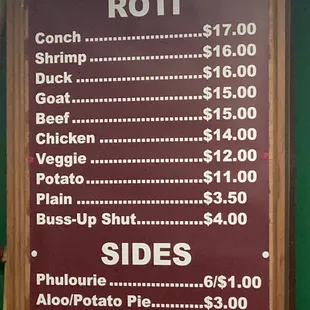 ROTI
Conch.........................$17.00
Shrimp.......................$16.00
Duck ..........................$16.00
Goat...........................$15.00
Beef ...........................$15.00
Chicken .....................$14.00
Veggie .......................$12.00
Potato........................$11.00
Plain ..........................$3.50
Buss-Up Shut..............$4.00
SIDES
Phulourie....................6/$1.00
Aloo/Potato Pie...........$3.00